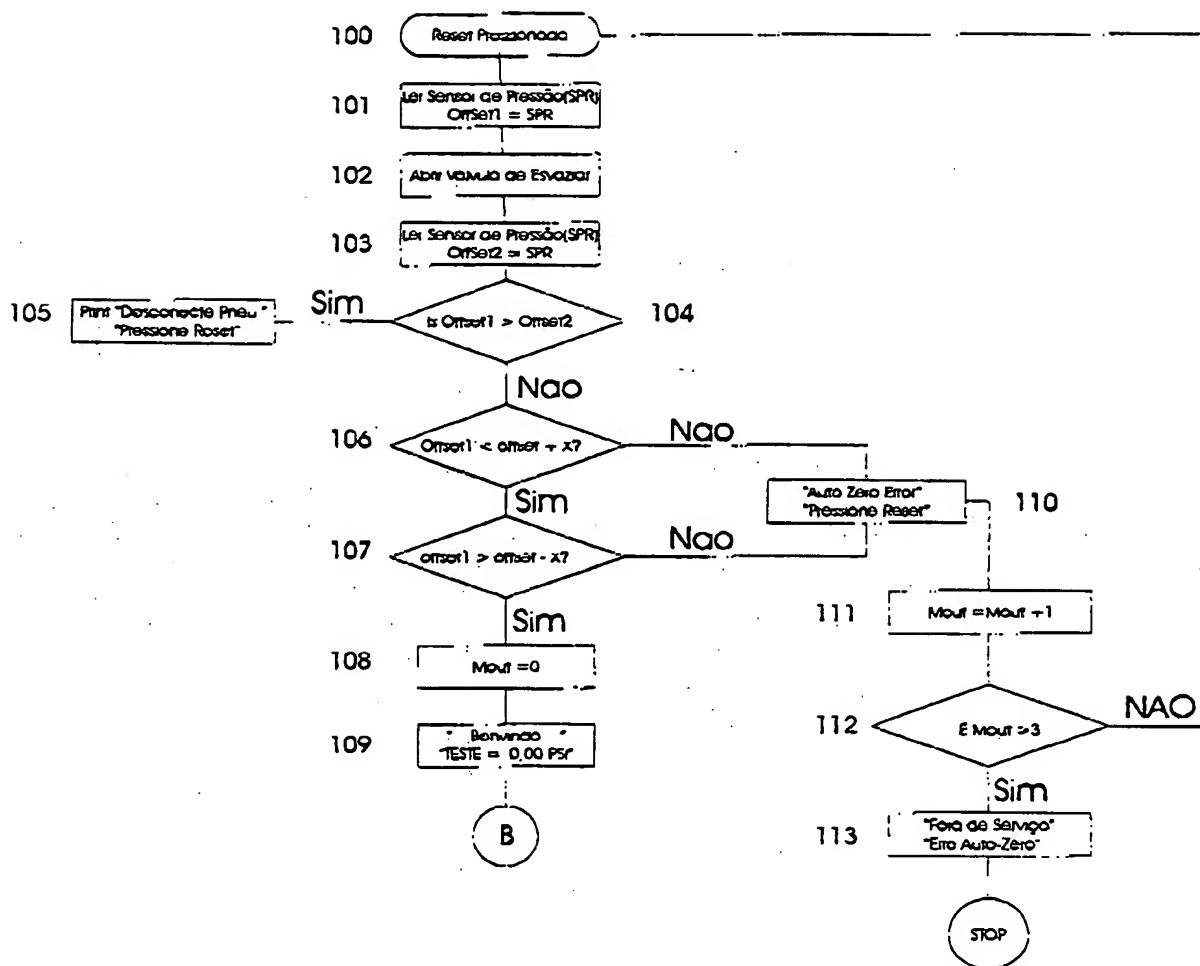 100
Reset Pressionada
101
Ler Sensor de Pressão(SPR)
OffSet1 = SPR
102
Abrir Valvula de Esvaziar
103
Ler Sensor de Pressão(SPR)
OffSet2 = SPR
105
Print "Desconecte Pneu"
"Pressione Reset"
Sim
Is Offset1 > Offset2
104
Nao
106
Offset1 < offset + X?
Nao
Sim
"Auto Zero Error"
"Pressione Reset"
110
107
offset1 > offset - X?
Nao
Sim
111
Mout =Mout +1
108
Mout =0
112
E Mout >3
NAO
109
" Benvindo "
"TESTE = 0.00 PSI"
Sim
B
113
"Fora de Serviço"
"Erro Auto-Zero"
STOP